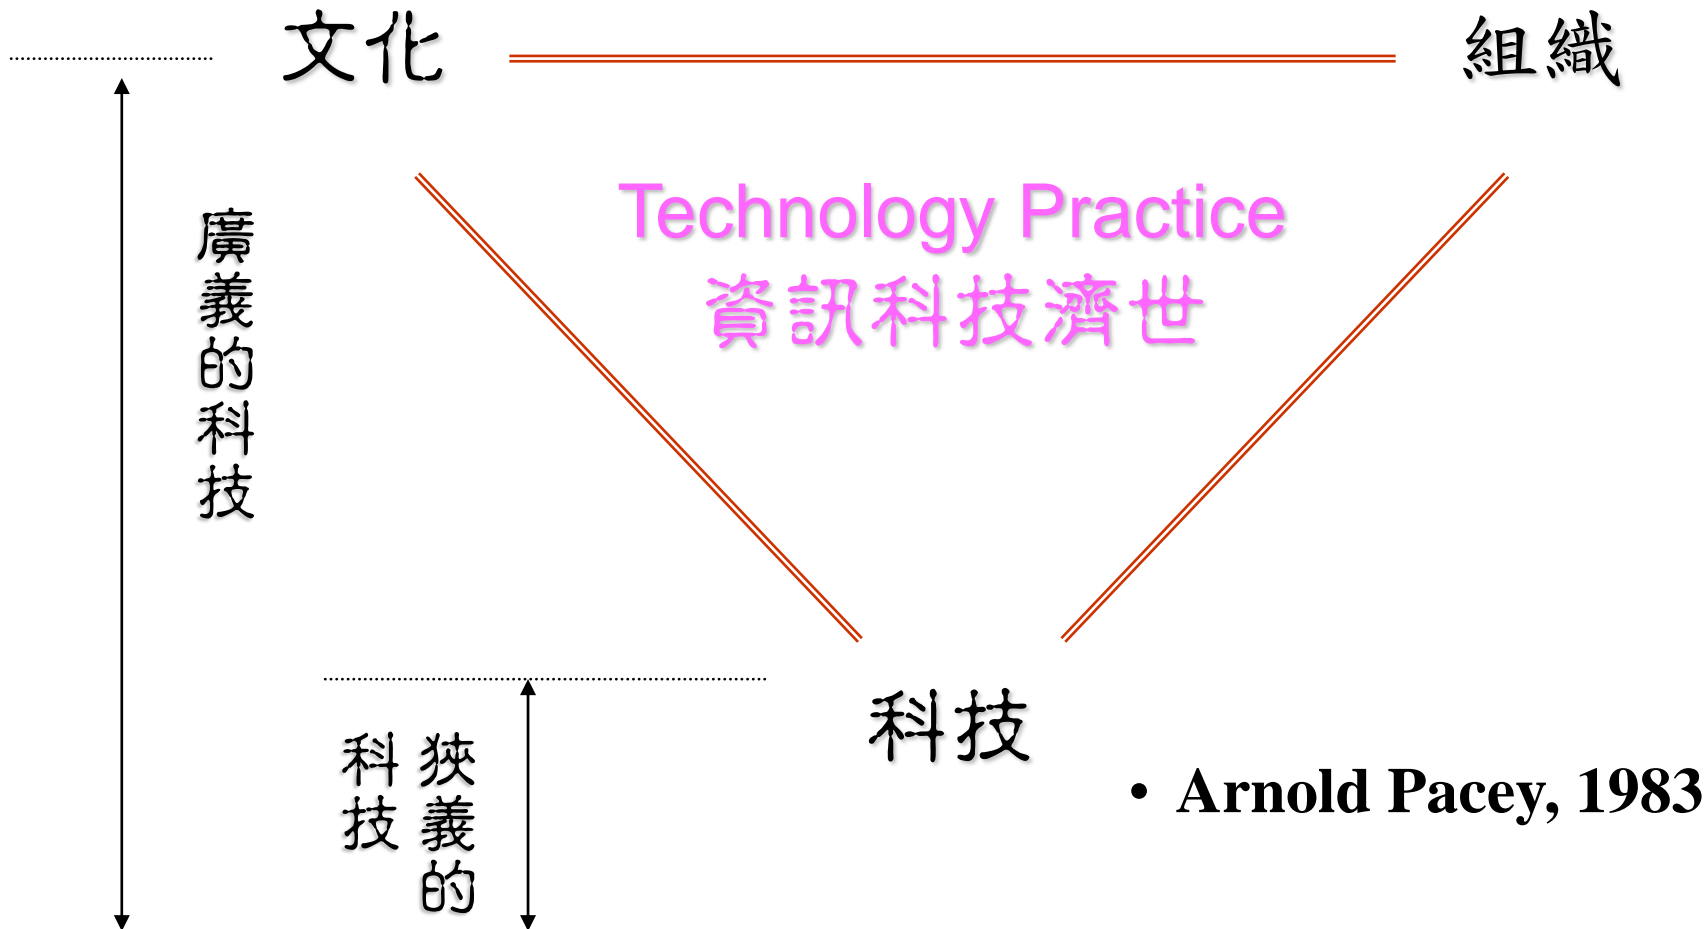 文化
組織
Technology Practice
資訊科技濟世
廣義的科技
科技
狹義的
科技
• Arnold Pacey, 1983